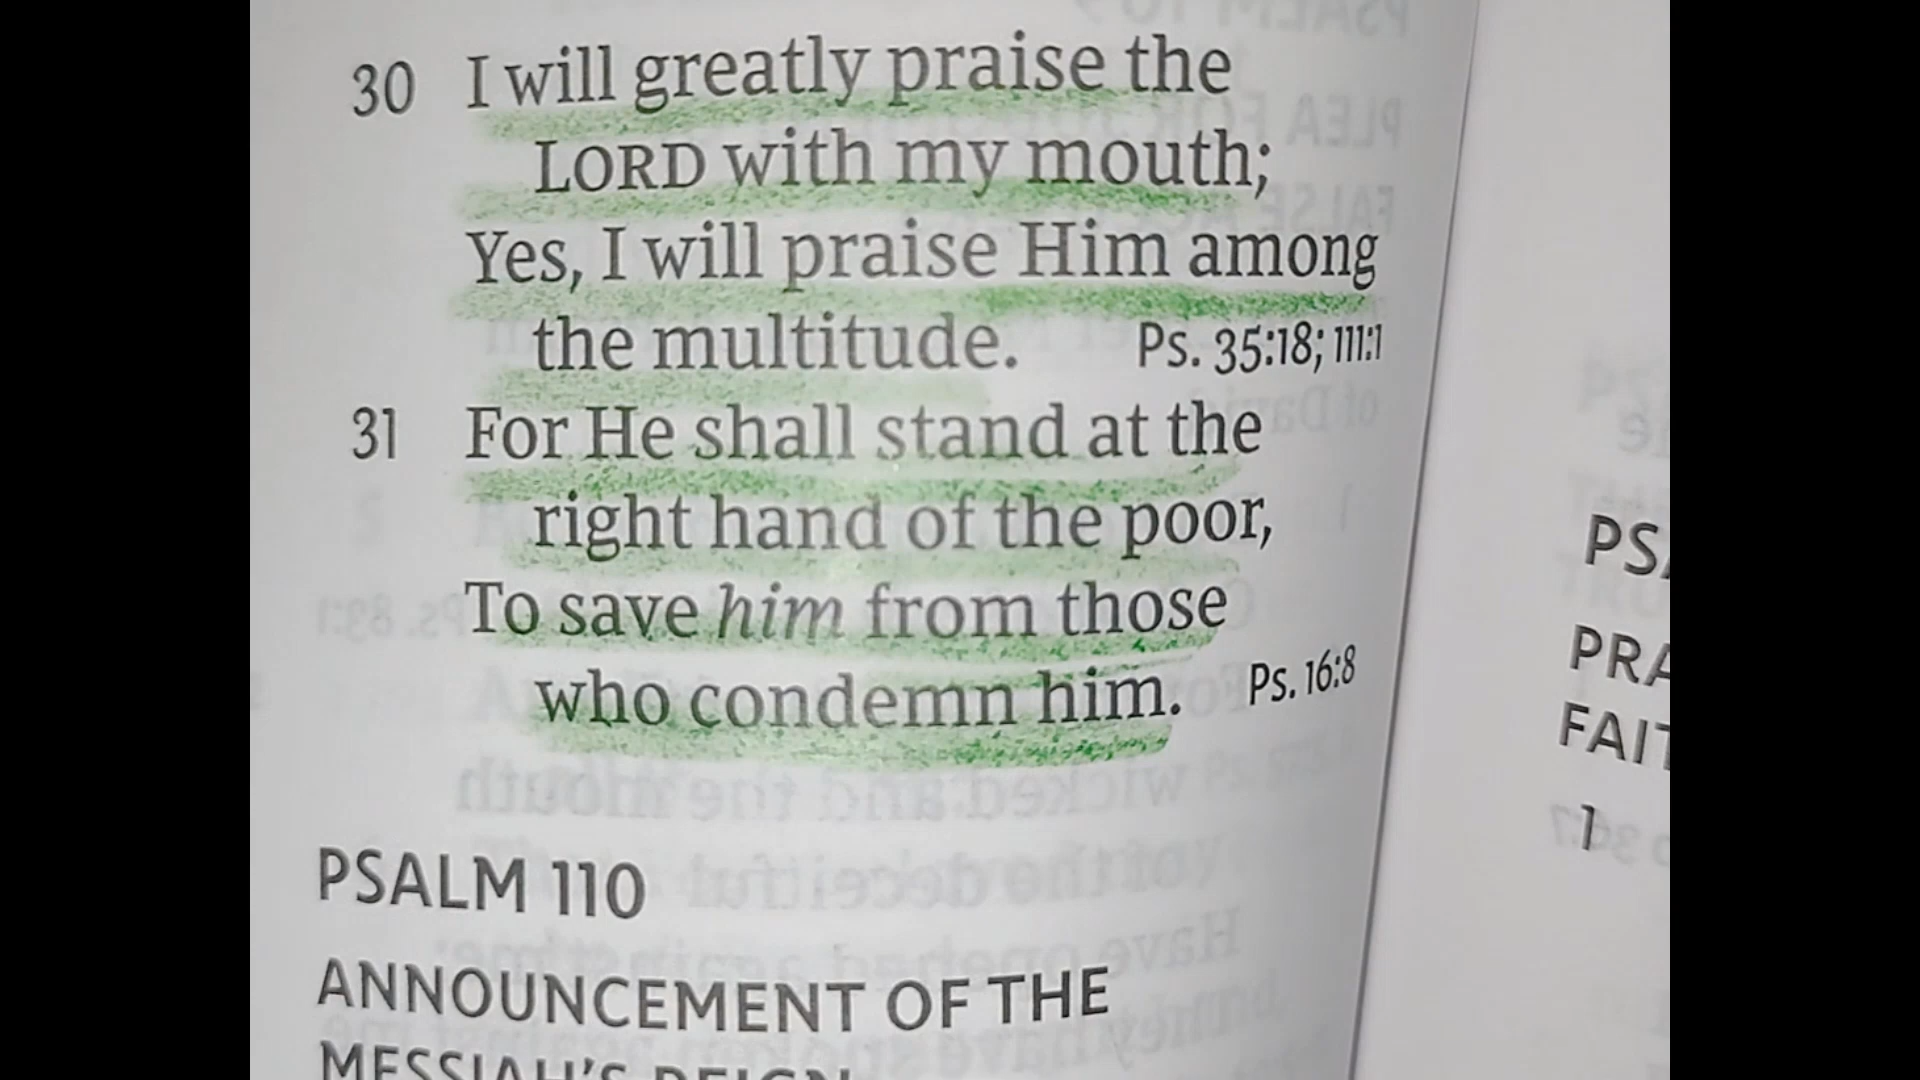 30 I will greatly praise the
LORD with my mouth;
Yes, I will praise Him among
the multitude. Ps. 35:18; 111:1
31 For He shall stand at the
right hand of the poor,
To save him from those
who condemn him. Ps. 16:8
PSALM 110
ANNOUNCEMENT OF THE
MESSIAH'S REIGN
1